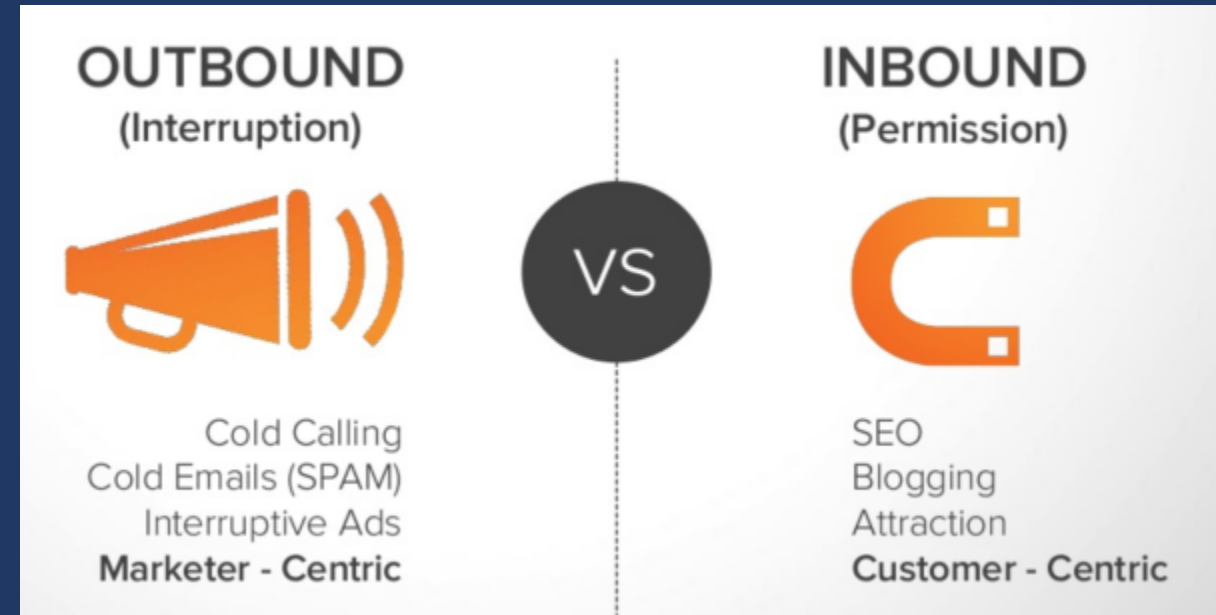 OUTBOUND
(Interruption)
Cold Calling
Cold Emails (SPAM)
Interruptive Ads
Marketer - Centric
VS
INBOUND
(Permission)
SEO
Blogging
Attraction
Customer - Centric